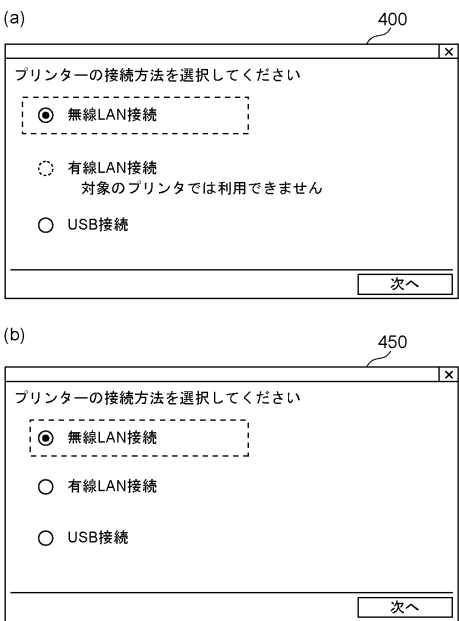 (a)
400
×
プリンターの接続方法を選択してください
無線LAN接続
有線LAN接続
対象のプリンタでは利用できません
USB接続
次へ
(b)
450
×
プリンターの接続方法を選択してください
無線LAN接続
有線LAN接続
USB接続
次へ